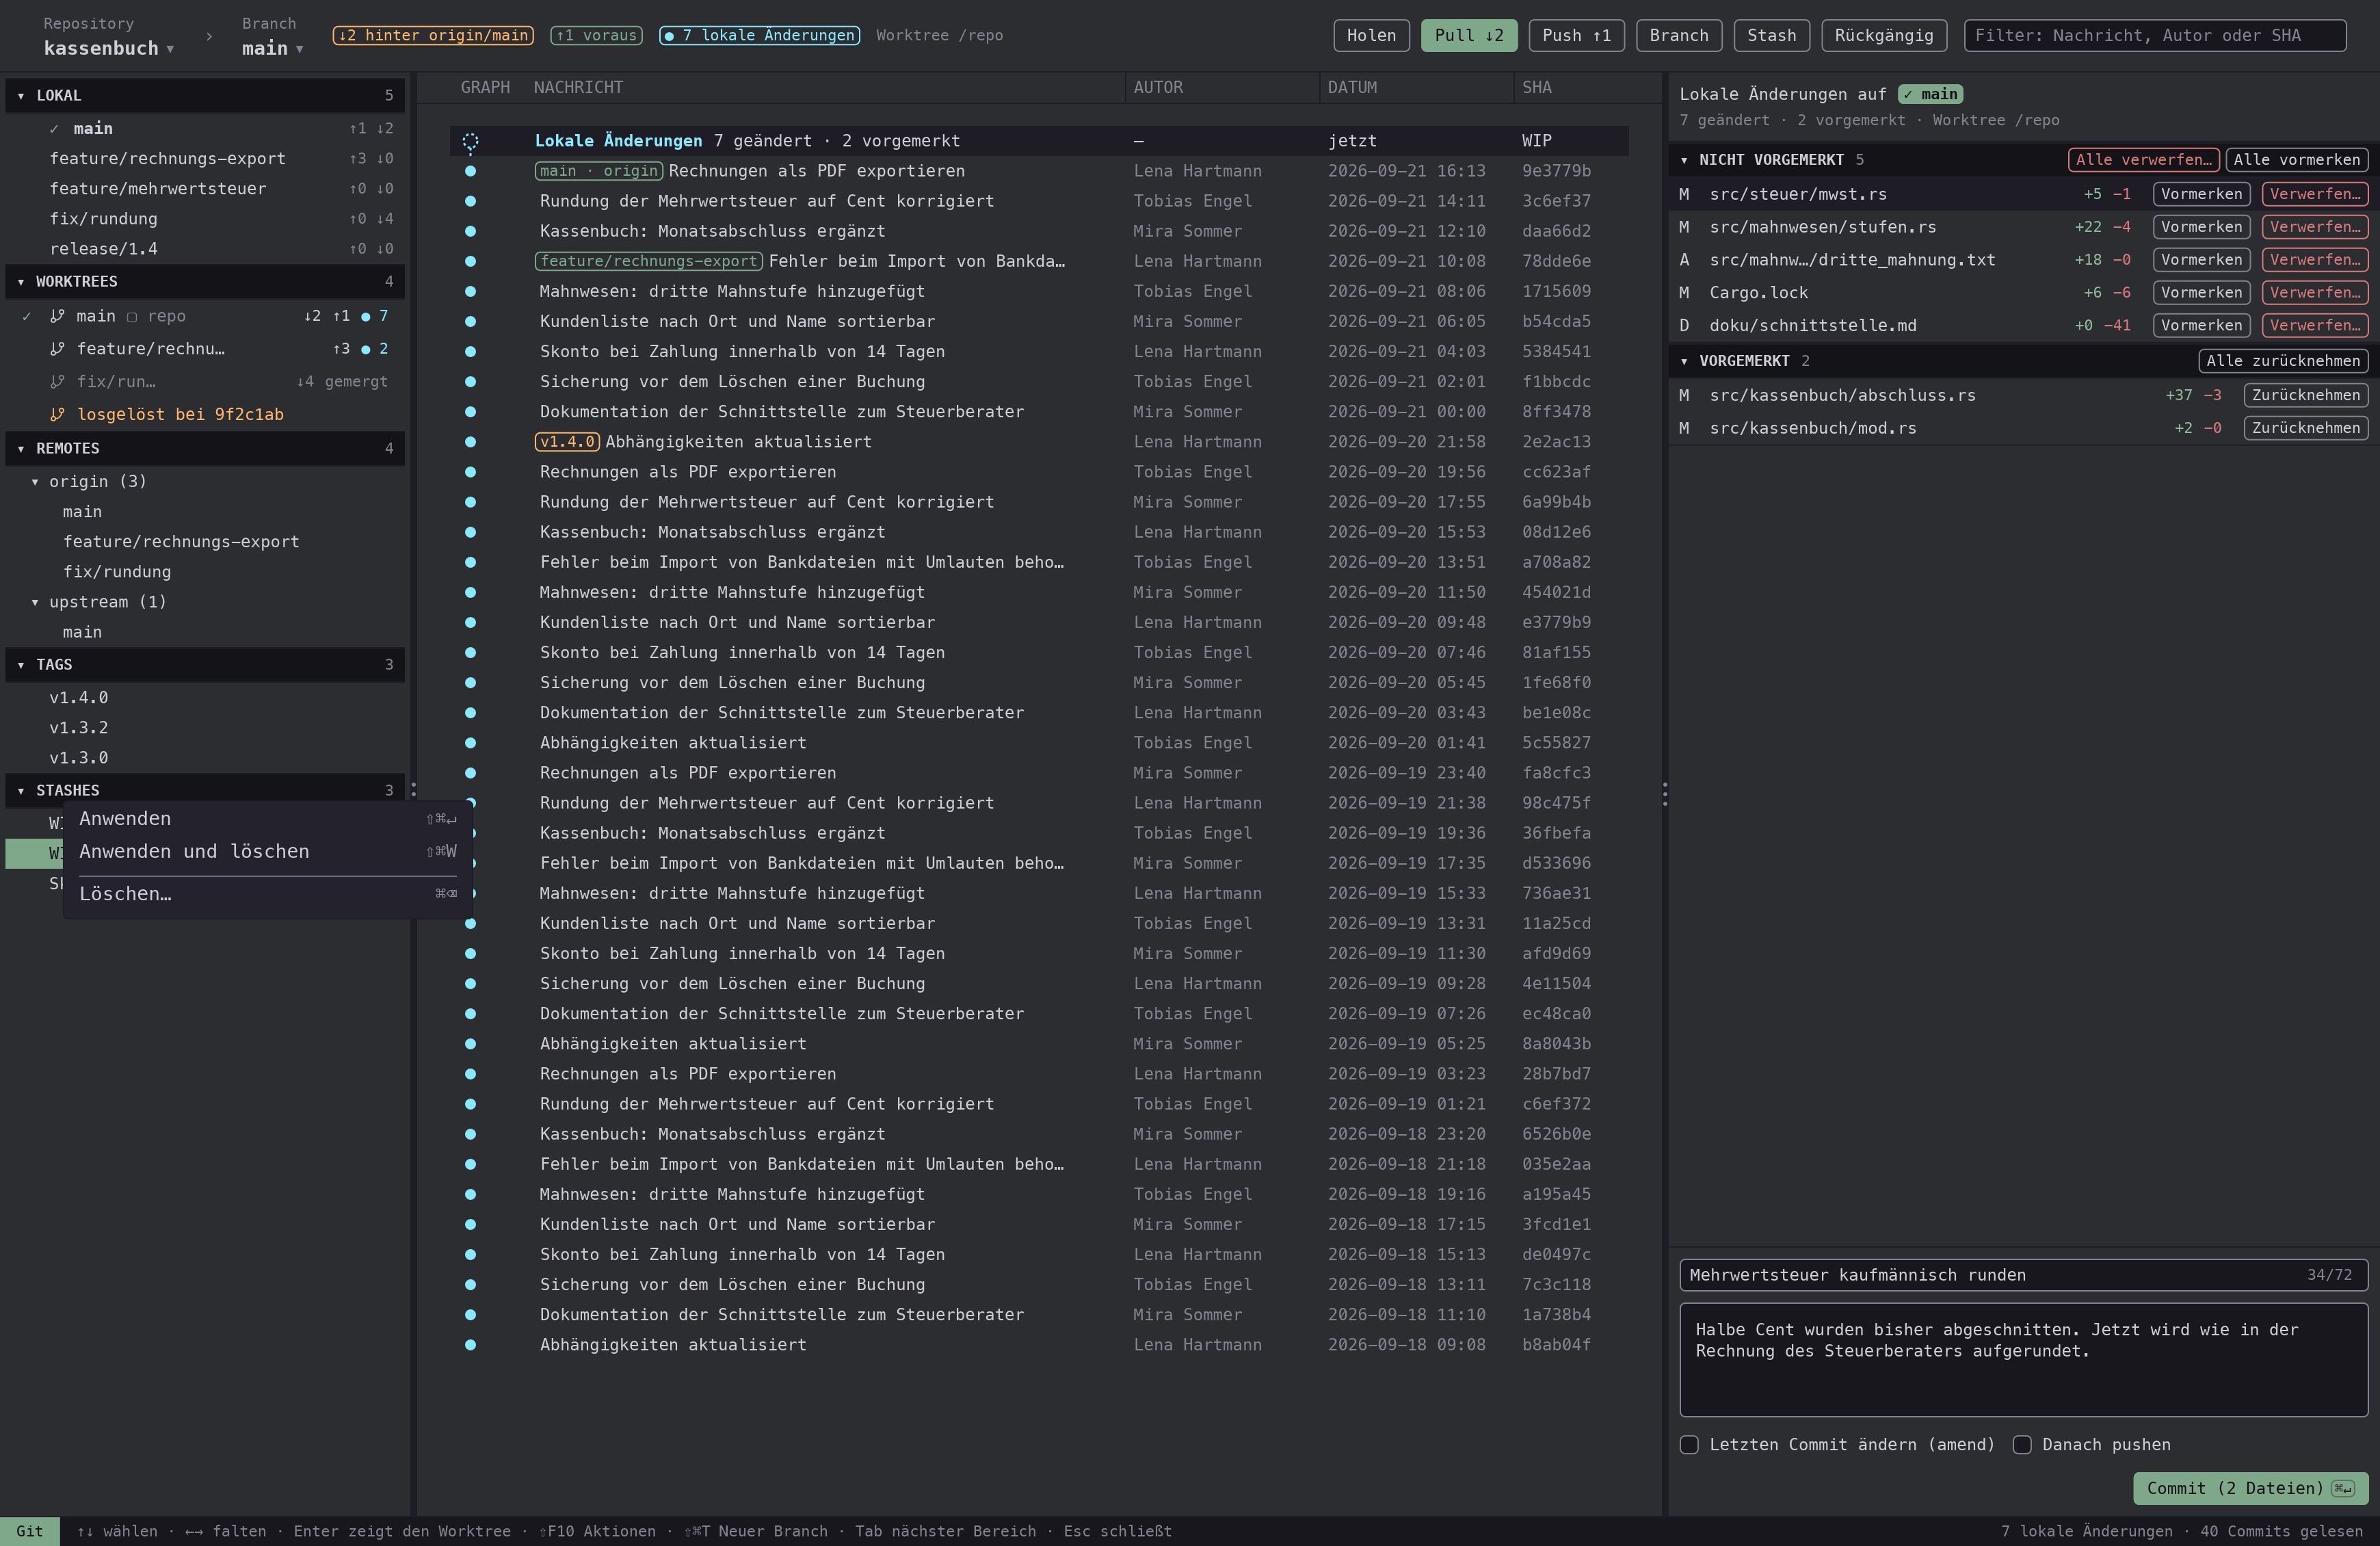 Repository Branch
kassenbuch ▾ › main ▾ ↓2 hinter origin/main ↑1 voraus ● 7 lokale Änderungen Worktree /repo Holen Pull ↓2 Push ↑1 Branch Stash Rückgängig Filter: Nachricht, Autor oder SHA
▾ LOKAL 5
✓ main ↑1 ↓2
feature/rechnungs-export ↑3 ↓0
feature/mehrwertsteuer ↑0 ↓0
fix/rundung ↑0 ↓4
release/1.4 ↑0 ↓0
▾ WORKTREES 4
✓ main ▢ repo ↓2 ↑1 ● 7
feature/rechnu… ↑3 ● 2
fix/run… ↓4 gemergt
losgelöst bei 9f2c1ab
▾ REMOTES 4
▾ origin (3)
main
feature/rechnungs-export
fix/rundung
▾ upstream (1)
main
▾ TAGS 3
v1.4.0
v1.3.2
v1.3.0
▾ STASHES 3
Anwenden ⇧⌘↵
Anwenden und löschen ⇧⌘W
Löschen… ⌘⌫
GRAPH NACHRICHT AUTOR DATUM SHA
Lokale Änderungen 7 geändert · 2 vorgemerkt — jetzt WIP
main · origin Rechnungen als PDF exportieren Lena Hartmann 2026-09-21 16:13 9e3779b
Rundung der Mehrwertsteuer auf Cent korrigiert Tobias Engel 2026-09-21 14:11 3c6ef37
Kassenbuch: Monatsabschluss ergänzt Mira Sommer 2026-09-21 12:10 daa66d2
feature/rechnungs-export Fehler beim Import von Bankda… Lena Hartmann 2026-09-21 10:08 78dde6e
Mahnwesen: dritte Mahnstufe hinzugefügt Tobias Engel 2026-09-21 08:06 1715609
Kundenliste nach Ort und Name sortierbar Mira Sommer 2026-09-21 06:05 b54cda5
Skonto bei Zahlung innerhalb von 14 Tagen Lena Hartmann 2026-09-21 04:03 5384541
Sicherung vor dem Löschen einer Buchung Tobias Engel 2026-09-21 02:01 f1bbcdc
Dokumentation der Schnittstelle zum Steuerberater Mira Sommer 2026-09-21 00:00 8ff3478
v1.4.0 Abhängigkeiten aktualisiert Lena Hartmann 2026-09-20 21:58 2e2ac13
Rechnungen als PDF exportieren Tobias Engel 2026-09-20 19:56 cc623af
Rundung der Mehrwertsteuer auf Cent korrigiert Mira Sommer 2026-09-20 17:55 6a99b4b
Kassenbuch: Monatsabschluss ergänzt Lena Hartmann 2026-09-20 15:53 08d12e6
Fehler beim Import von Bankdateien mit Umlauten beho… Tobias Engel 2026-09-20 13:51 a708a82
Mahnwesen: dritte Mahnstufe hinzugefügt Mira Sommer 2026-09-20 11:50 454021d
Kundenliste nach Ort und Name sortierbar Lena Hartmann 2026-09-20 09:48 e3779b9
Skonto bei Zahlung innerhalb von 14 Tagen Tobias Engel 2026-09-20 07:46 81af155
Sicherung vor dem Löschen einer Buchung Mira Sommer 2026-09-20 05:45 1fe68f0
Dokumentation der Schnittstelle zum Steuerberater Lena Hartmann 2026-09-20 03:43 be1e08c
Abhängigkeiten aktualisiert Tobias Engel 2026-09-20 01:41 5c55827
Rechnungen als PDF exportieren Mira Sommer 2026-09-19 23:40 fa8cfc3
Rundung der Mehrwertsteuer auf Cent korrigiert Lena Hartmann 2026-09-19 21:38 98c475f
Kassenbuch: Monatsabschluss ergänzt Tobias Engel 2026-09-19 19:36 36fbefa
Fehler beim Import von Bankdateien mit Umlauten beho… Mira Sommer 2026-09-19 17:35 d533696
Mahnwesen: dritte Mahnstufe hinzugefügt Lena Hartmann 2026-09-19 15:33 736ae31
Kundenliste nach Ort und Name sortierbar Tobias Engel 2026-09-19 13:31 11a25cd
Skonto bei Zahlung innerhalb von 14 Tagen Mira Sommer 2026-09-19 11:30 afd9d69
Sicherung vor dem Löschen einer Buchung Lena Hartmann 2026-09-19 09:28 4e11504
Dokumentation der Schnittstelle zum Steuerberater Tobias Engel 2026-09-19 07:26 ec48ca0
Abhängigkeiten aktualisiert Mira Sommer 2026-09-19 05:25 8a8043b
Rechnungen als PDF exportieren Lena Hartmann 2026-09-19 03:23 28b7bd7
Rundung der Mehrwertsteuer auf Cent korrigiert Tobias Engel 2026-09-19 01:21 c6ef372
Kassenbuch: Monatsabschluss ergänzt Mira Sommer 2026-09-18 23:20 6526b0e
Fehler beim Import von Bankdateien mit Umlauten beho… Lena Hartmann 2026-09-18 21:18 035e2aa
Mahnwesen: dritte Mahnstufe hinzugefügt Tobias Engel 2026-09-18 19:16 a195a45
Kundenliste nach Ort und Name sortierbar Mira Sommer 2026-09-18 17:15 3fcd1e1
Skonto bei Zahlung innerhalb von 14 Tagen Lena Hartmann 2026-09-18 15:13 de0497c
Sicherung vor dem Löschen einer Buchung Tobias Engel 2026-09-18 13:11 7c3c118
Dokumentation der Schnittstelle zum Steuerberater Mira Sommer 2026-09-18 11:10 1a738b4
Abhängigkeiten aktualisiert Lena Hartmann 2026-09-18 09:08 b8ab04f
Lokale Änderungen auf ✓ main
7 geändert · 2 vorgemerkt · Worktree /repo
▾ NICHT VORGEMERKT 5 Alle verwerfen… Alle vormerken
M src/steuer/mwst.rs +5 −1 Vormerken Verwerfen…
M src/mahnwesen/stufen.rs +22 −4 Vormerken Verwerfen…
A src/mahnw…/dritte_mahnung.txt +18 −0 Vormerken Verwerfen…
M Cargo.lock +6 −6 Vormerken Verwerfen…
D doku/schnittstelle.md +0 −41 Vormerken Verwerfen…
▾ VORGEMERKT 2 Alle zurücknehmen
M src/kassenbuch/abschluss.rs +37 −3 Zurücknehmen
M src/kassenbuch/mod.rs +2 −0 Zurücknehmen
Mehrwertsteuer kaufmännisch runden 34/72
Halbe Cent wurden bisher abgeschnitten. Jetzt wird wie in der
Rechnung des Steuerberaters aufgerundet.
Letzten Commit ändern (amend) Danach pushen
Commit (2 Dateien) ⌘↵
Git ↑↓ wählen · ←→ falten · Enter zeigt den Worktree · ⇧F10 Aktionen · ⇧⌘T Neuer Branch · Tab nächster Bereich · Esc schließt 7 lokale Änderungen · 40 Commits gelesen